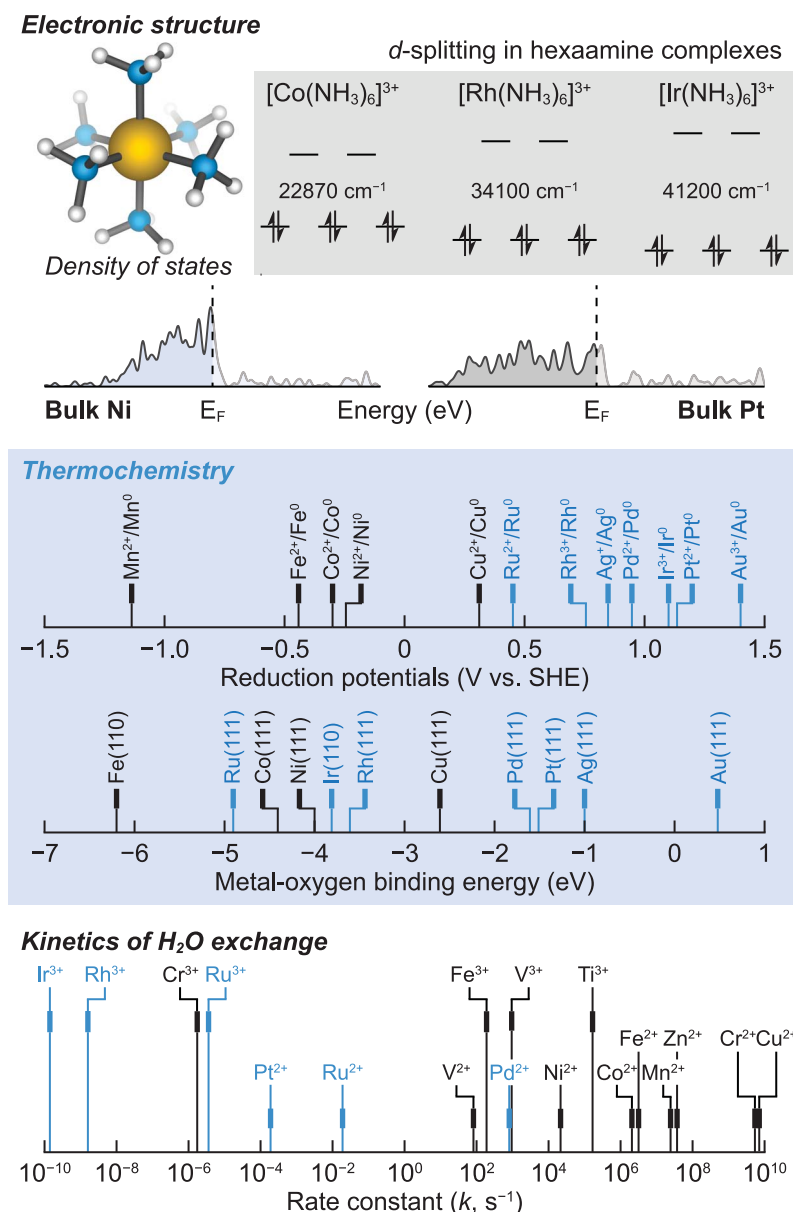 Electronic structure
d-splitting in hexaamine complexes
[Co(NH₃)₆]³⁺ [Rh(NH₃)₆]³⁺ [Ir(NH₃)₆]³⁺
22870 cm⁻¹ 34100 cm⁻¹ 41200 cm⁻¹
Density of states
Bulk Ni E_F Energy (eV) E_F Bulk Pt
Thermochemistry
Mn²⁺/Mn⁰ Fe²⁺/Fe⁰ Co²⁺/Co⁰ Ni²⁺/Ni⁰ Cu²⁺/Cu⁰ Ru²⁺/Ru⁰ Rh³⁺/Rh⁰ Ag⁺/Ag⁰ Pd²⁺/Pd⁰ Ir³⁺/Ir⁰ Pt²⁺/Pt⁰ Au³⁺/Au⁰
−1.5 −1.0 −0.5 0 0.5 1.0 1.5
Reduction potentials (V vs. SHE)
Fe(110) Ru(111) Co(111) Ni(111) Ir(110) Rh(111) Cu(111) Pd(111) Pt(111) Ag(111) Au(111)
−7 −6 −5 −4 −3 −2 −1 0 1
Metal-oxygen binding energy (eV)
Kinetics of H₂O exchange
Ir³⁺ Rh³⁺ Cr³⁺ Ru³⁺ Fe³⁺ V³⁺ Ti³⁺
Fe²⁺ Zn²⁺ Cr²⁺ Cu²⁺
Pt²⁺ Ru²⁺ V²⁺ Pd²⁺ Ni²⁺ Co²⁺ Mn²⁺
10⁻¹⁰ 10⁻⁸ 10⁻⁶ 10⁻⁴ 10⁻² 10⁰ 10² 10⁴ 10⁶ 10⁸ 10¹⁰
Rate constant (k, s⁻¹)